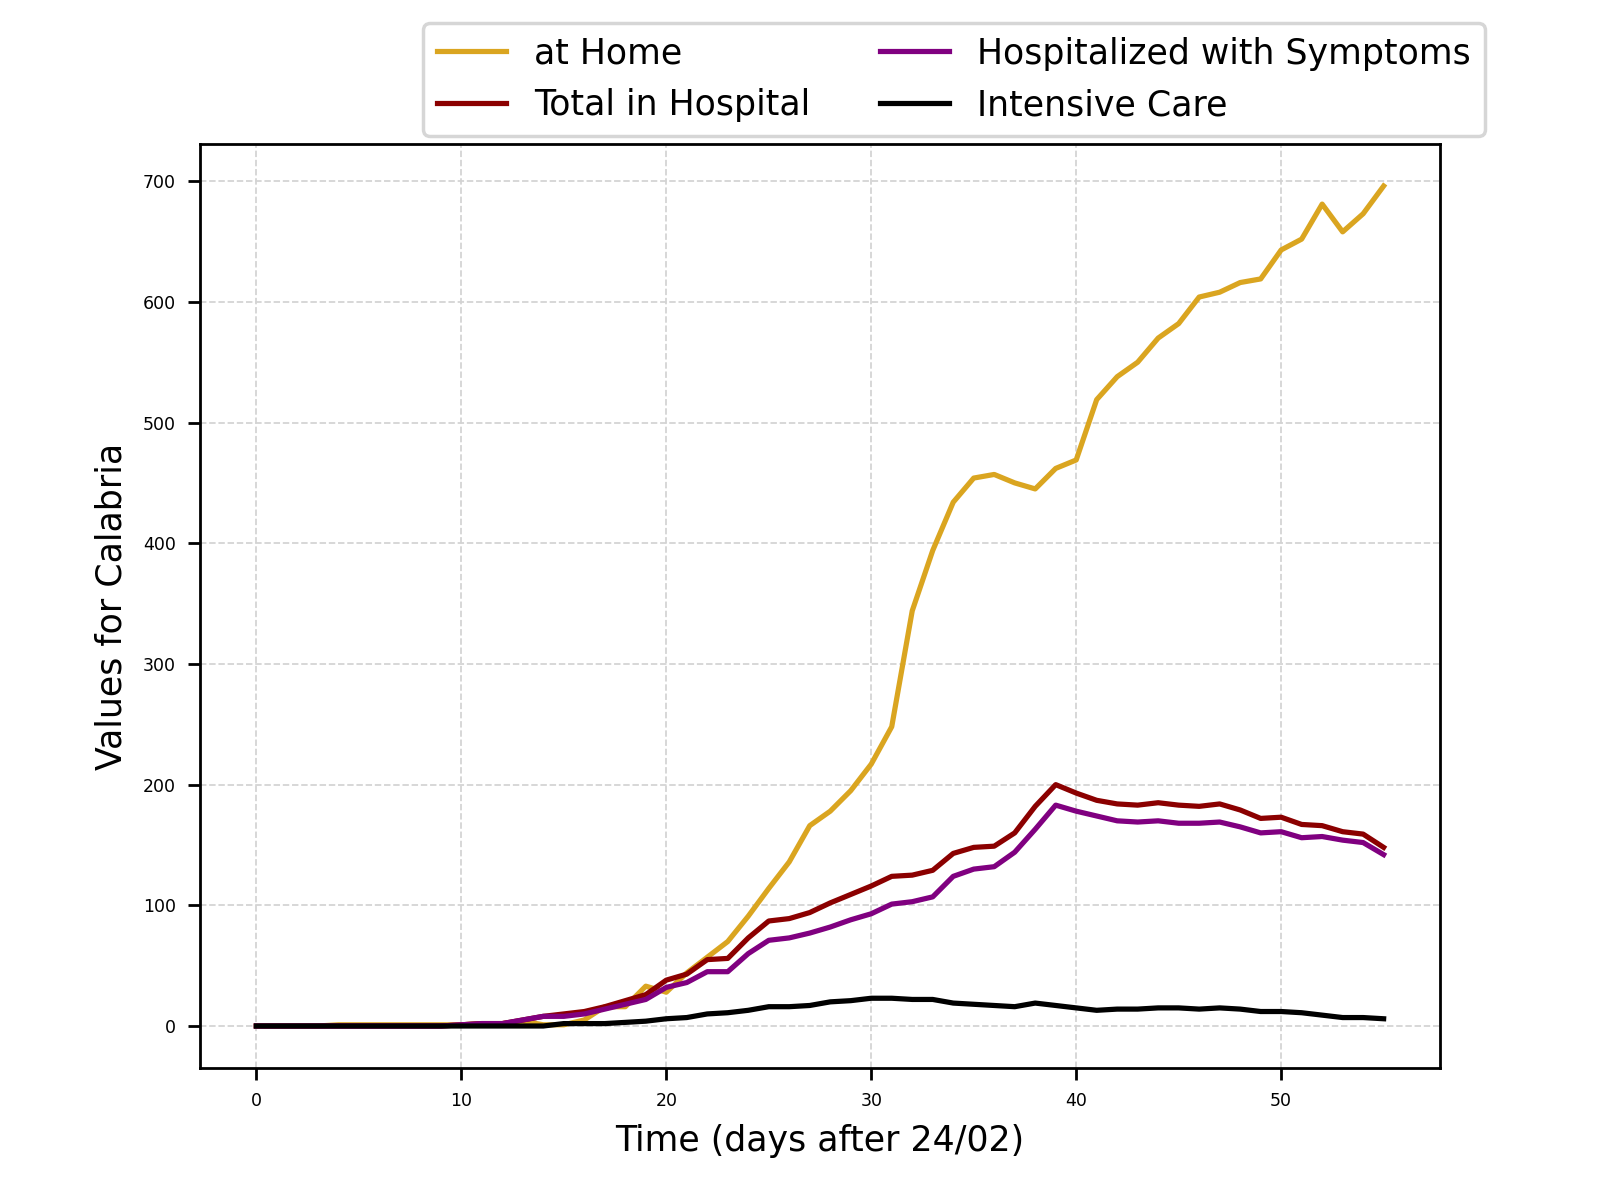 at Home
Total in Hospital
Hospitalized with Symptoms
Intensive Care
Values for Calabria
700
600
500
400
300
200
100
0
0 10 20 30 40 50
Time (days after 24/02)